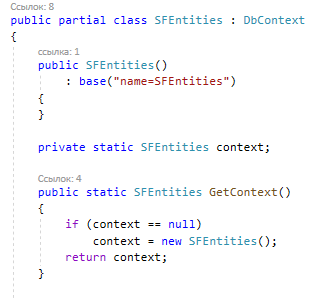 Ссылок: 8
public partial class SFEntities : DbContext
{
ссылка: 1
public SFEntities()
: base("name=SFEntities")
{
}
private static SFEntities context;
Ссылок: 4
public static SFEntities GetContext()
{
if (context == null)
context = new SFEntities();
return context;
}